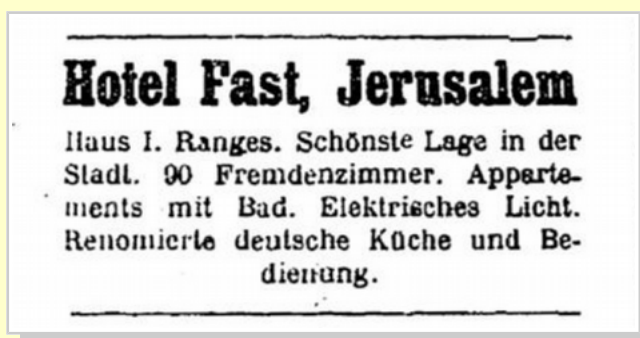 Hotel Fast, Jerusalem
Haus I. Ranges. Schönste Lage in der
Stadt. 90 Fremdenzimmer. Apparte-
ments mit Bad. Elektrisches Licht.
Renomierte deutsche Küche und Be-
dienung.